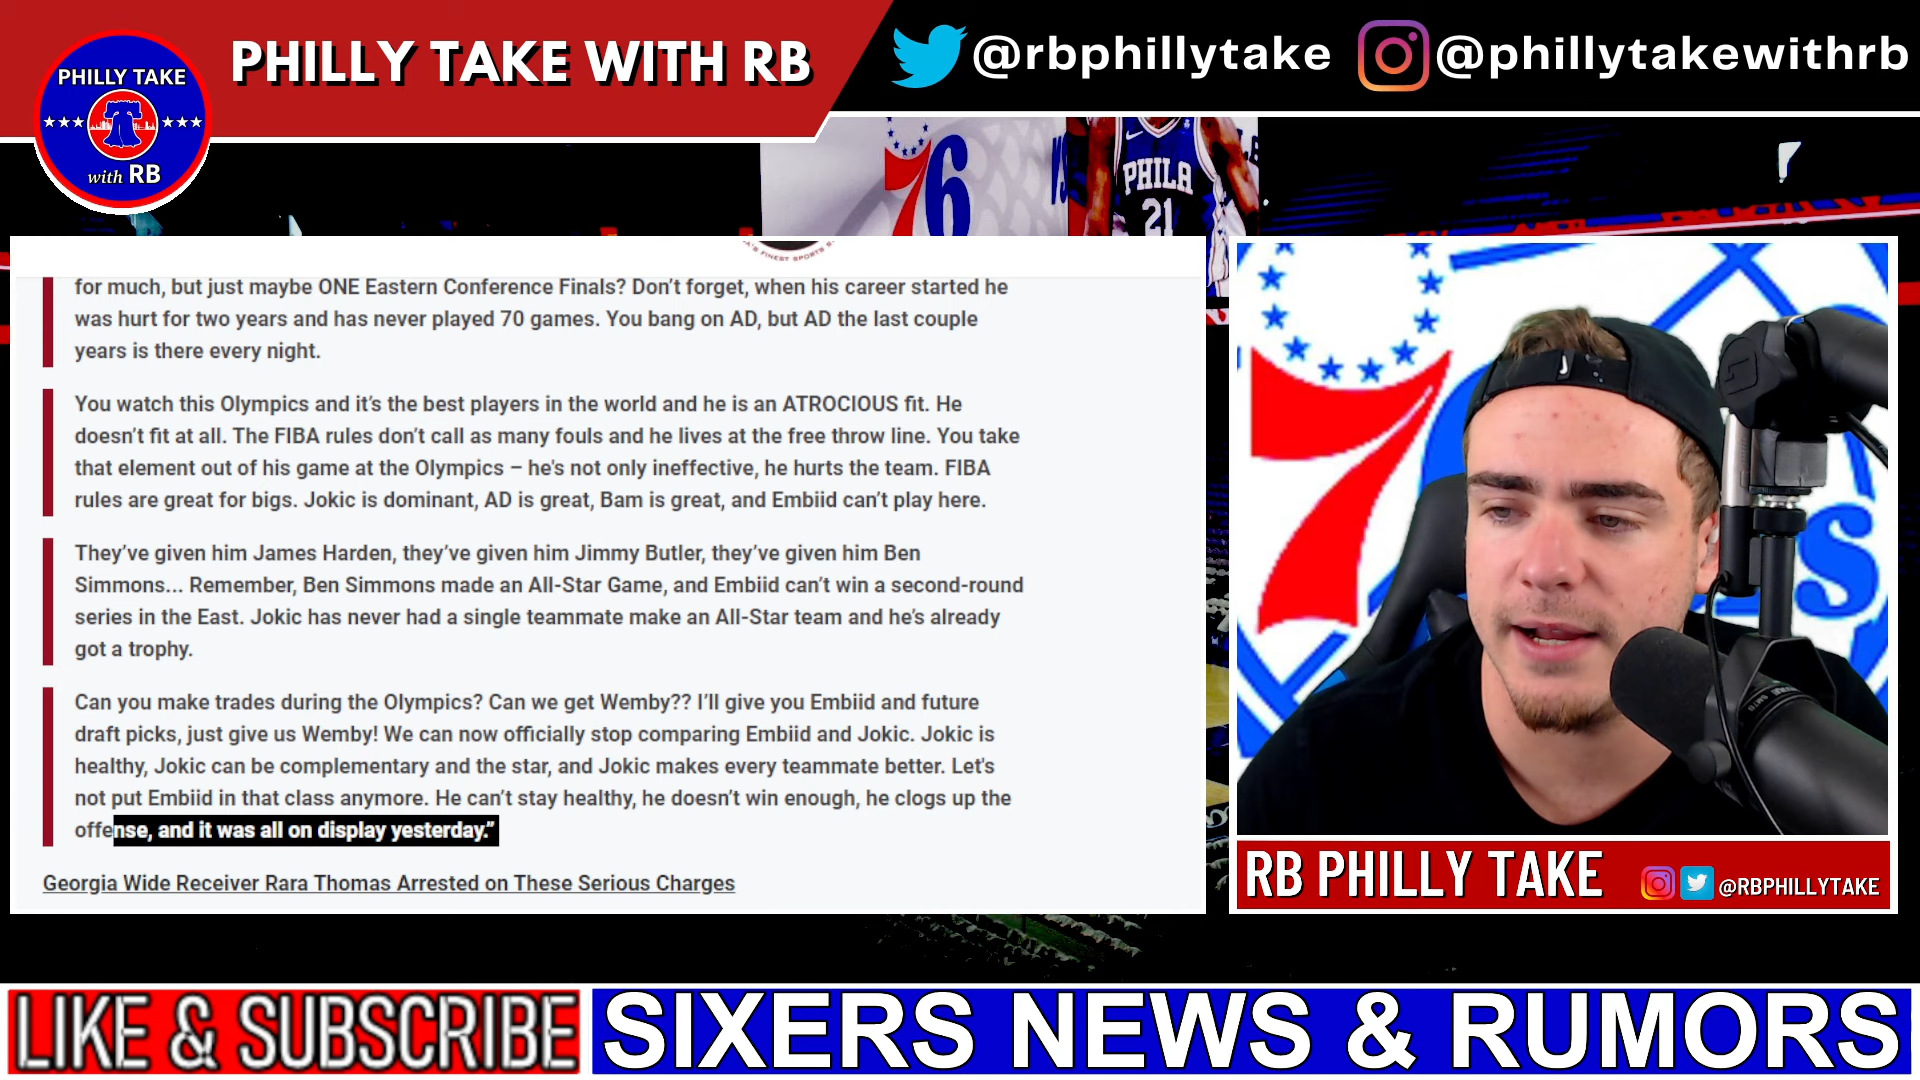 PHILLY TAKE WITH RB
@rbphillytake
@phillytakewithrb
PHILLY TAKE
with RB
76
PHILA
21
for much, but just maybe ONE Eastern Conference Finals? Don’t forget, when his career started he
was hurt for two years and has never played 70 games. You bang on AD, but AD the last couple
years is there every night.
You watch this Olympics and it’s the best players in the world and he is an ATROCIOUS fit. He
doesn’t fit at all. The FIBA rules don’t call as many fouls and he lives at the free throw line. You take
that element out of his game at the Olympics – he's not only ineffective, he hurts the team. FIBA
rules are great for bigs. Jokic is dominant, AD is great, Bam is great, and Embiid can’t play here.
They’ve given him James Harden, they’ve given him Jimmy Butler, they’ve given him Ben
Simmons... Remember, Ben Simmons made an All-Star Game, and Embiid can’t win a second-round
series in the East. Jokic has never had a single teammate make an All-Star team and he’s already
got a trophy.
Can you make trades during the Olympics? Can we get Wemby?? I’ll give you Embiid and future
draft picks, just give us Wemby! We can now officially stop comparing Embiid and Jokic. Jokic is
healthy, Jokic can be complementary and the star, and Jokic makes every teammate better. Let's
not put Embiid in that class anymore. He can’t stay healthy, he doesn’t win enough, he clogs up the
offense, and it was all on display yesterday.”
Georgia Wide Receiver Rara Thomas Arrested on These Serious Charges
7
RB PHILLY TAKE
@RBPHILLYTAKE
LIKE & SUBSCRIBE
SIXERS NEWS & RUMORS